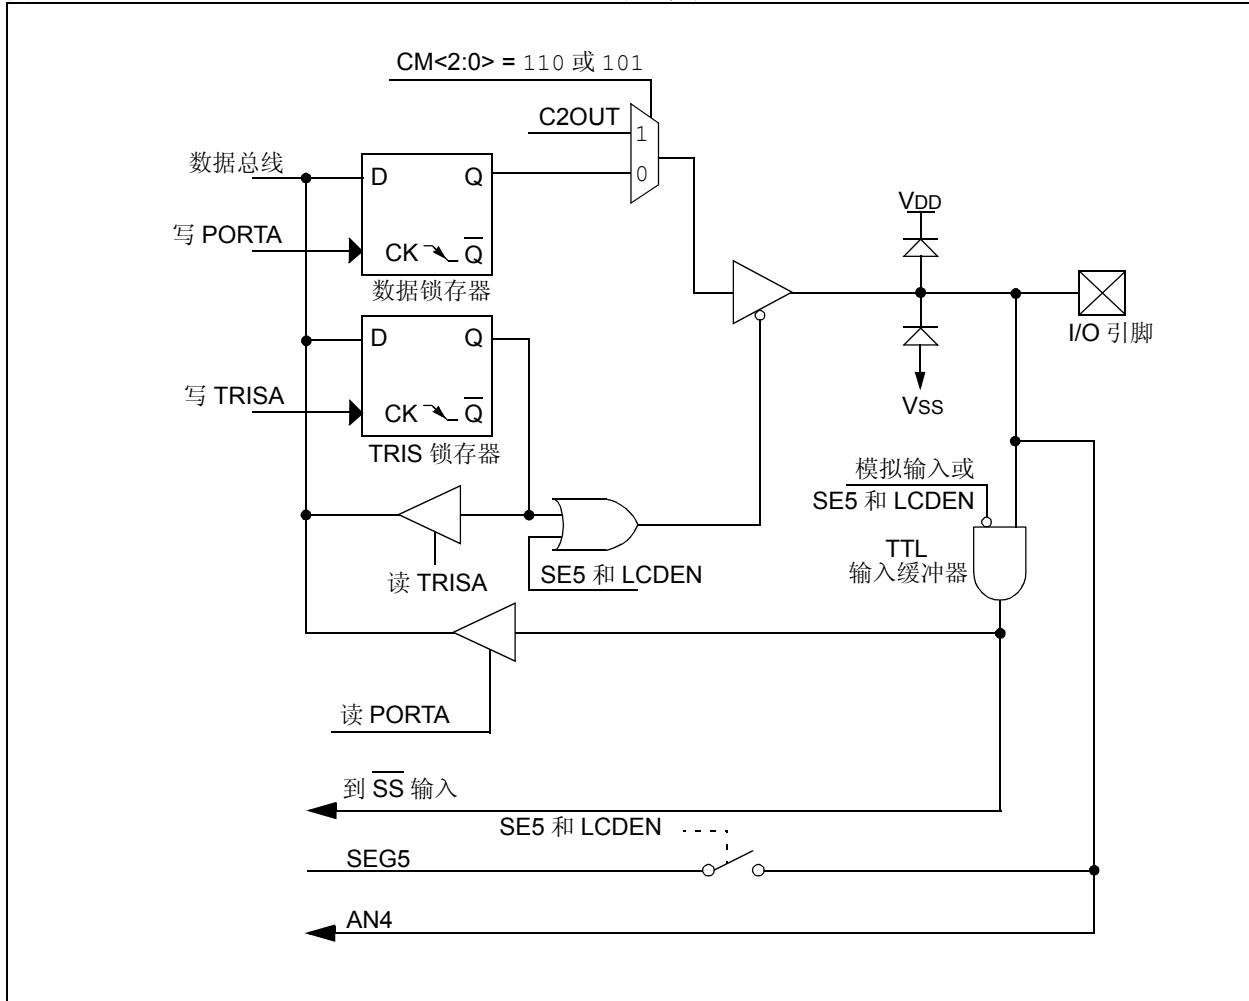 CM<2:0> = 110 或 101
C2OUT
1
数据总线
D Q
0
VDD
写 PORTA
CK Q̅
数据锁存器
I/O 引脚
D Q
写 TRISA
CK Q̅
VSS
TRIS 锁存器
模拟输入或
SE5 和 LCDEN
TTL
输入缓冲器
读 TRISA
SE5 和 LCDEN
读 PORTA
到 S̅S̅ 输入
SE5 和 LCDEN
SEG5
AN4